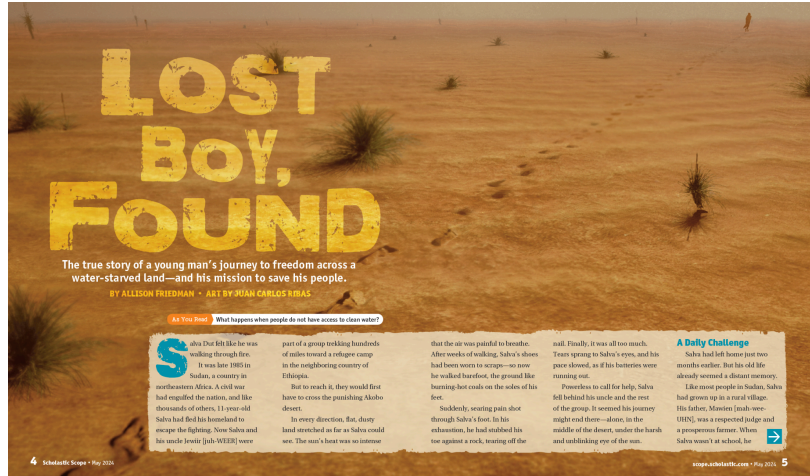 LOST
BOY,
FOUND
The true story of a young man's journey to freedom across a
water-starved land—and his mission to save his people.
BY ALLISON FRIEDMAN • ART BY JUAN CARLOS RIBAS
As You Read What happens when people do not have access to clean water?
Salva Dut felt like he was
walking through fire.
It was late 1985 in
Sudan, a country in
northeastern Africa. A civil war
had engulfed the nation, and like
thousands of others, 11-year-old
Salva had fled his homeland to
escape the fighting. Now Salva and
his uncle Jewiir [juh-WEER] were
part of a group trekking hundreds
of miles toward a refugee camp
in the neighboring country of
Ethiopia.
But to reach it, they would first
have to cross the punishing Akobo
desert.
In every direction, flat, dusty
land stretched as far as Salva could
see. The sun's heat was so intense
that the air was painful to breathe.
After weeks of walking, Salva's shoes
had been worn to scraps—so now
he walked barefoot, the ground like
burning-hot coals on the soles of his
feet.
Suddenly, searing pain shot
through Salva's foot. In his
exhaustion, he had stubbed his
toe against a rock, tearing off the
nail. Finally, it was all too much.
Tears sprang to Salva's eyes, and his
pace slowed, as if his batteries were
running out.
Powerless to call for help, Salva
fell behind his uncle and the rest
of the group. It seemed his journey
might end there—alone, in the
middle of the desert, under the harsh
and unblinking eye of the sun.
A Daily Challenge
Salva had left home just two
months earlier. But his old life
already seemed a distant memory.
Like most people in Sudan, Salva
had grown up in a rural village.
His father, Mawien [mah-wee-
UHN], was a respected judge and
a prosperous farmer. When
Salva wasn't at school, he
4 Scholastic Scope • May 2024
scope.scholastic.com • May 2024 5